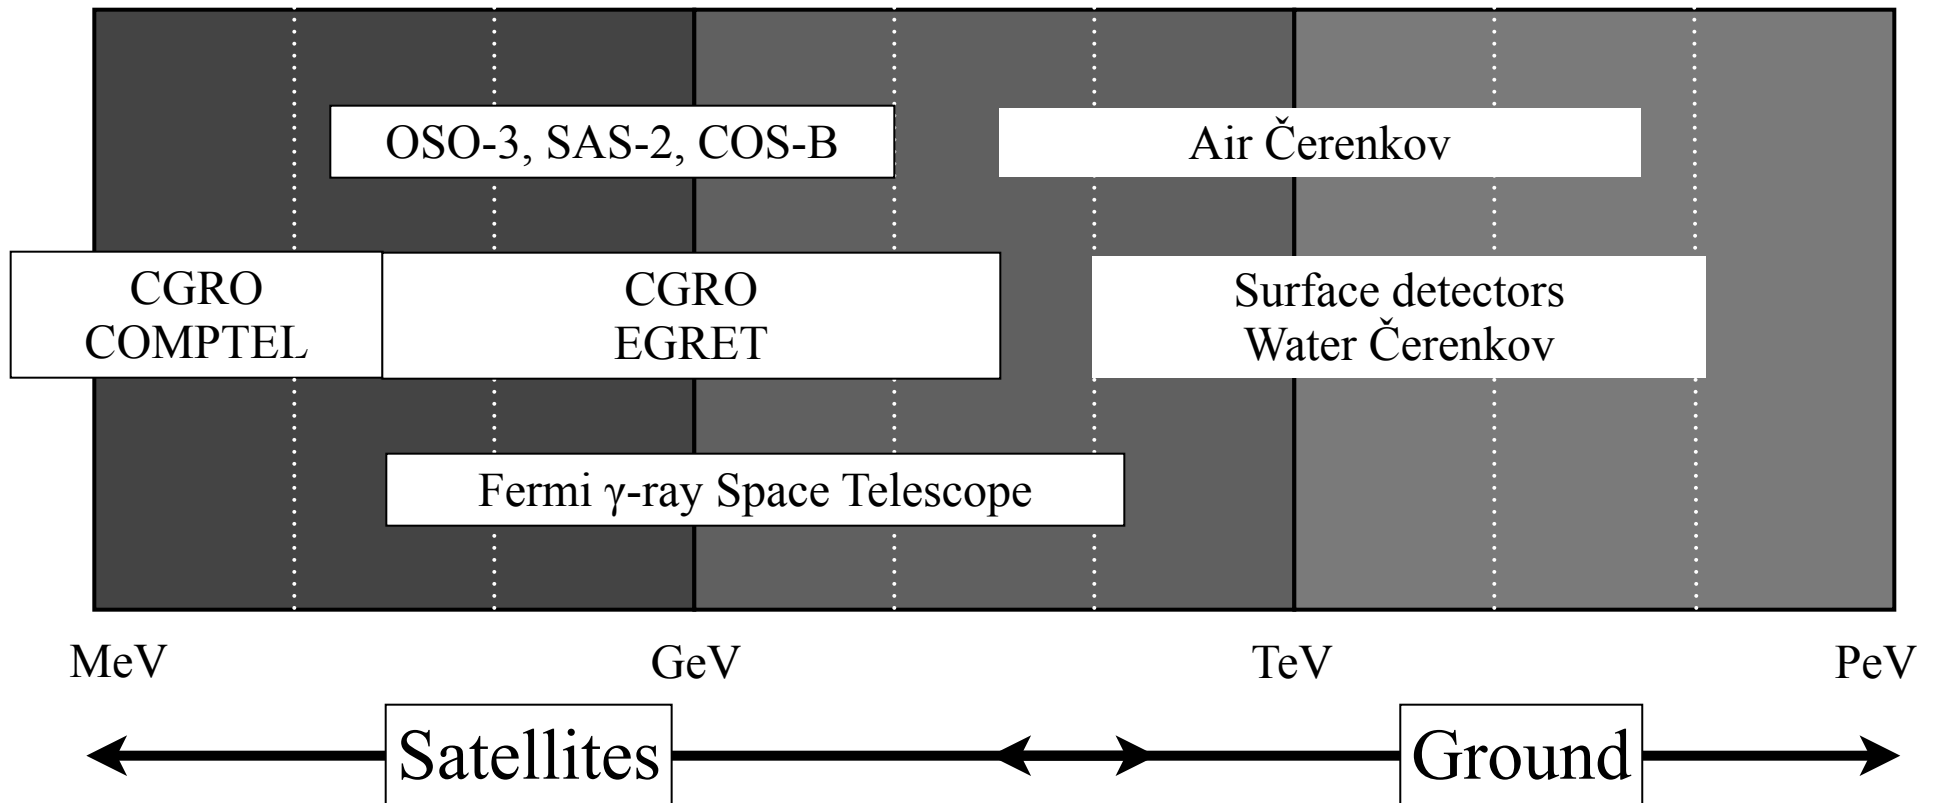 OSO-3, SAS-2, COS-B
Air Čerenkov
CGRO
COMPTEL
CGRO
EGRET
Surface detectors
Water Čerenkov
Fermi γ-ray Space Telescope
MeV
GeV
TeV
PeV
Satellites
Ground